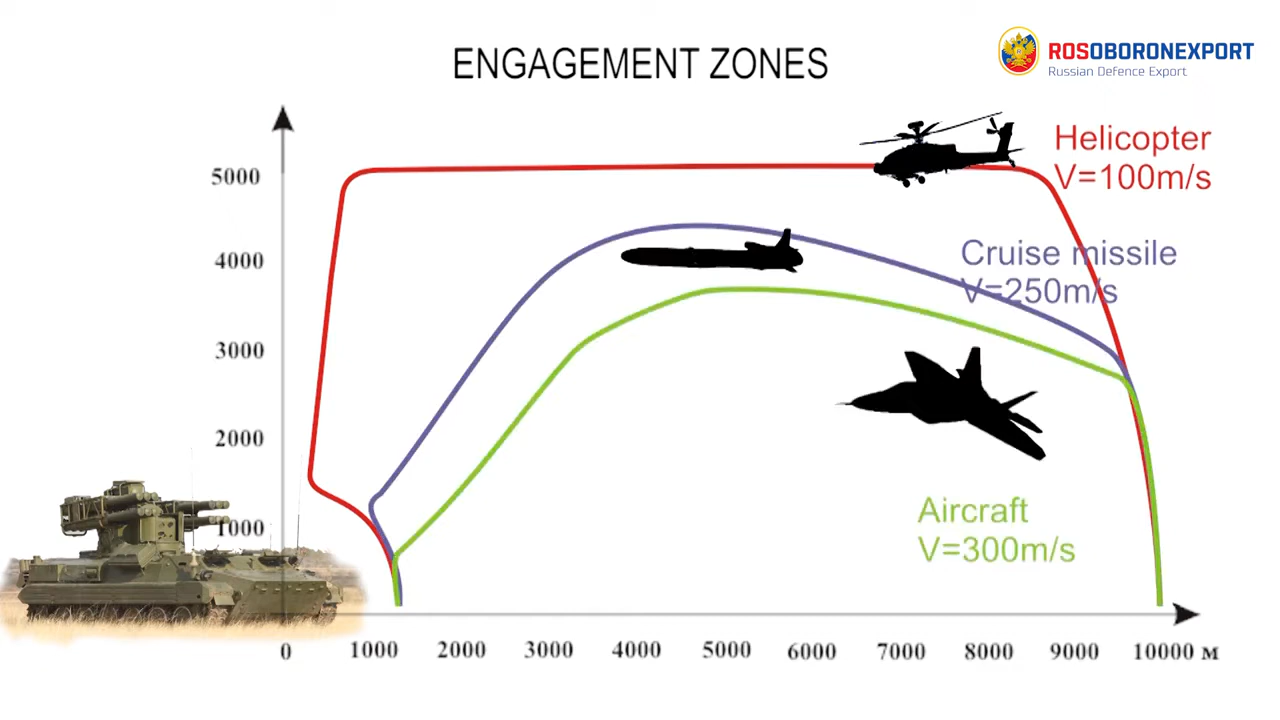 ENGAGEMENT ZONES
ROSOBORONEXPORT
Russian Defence Export
Helicopter
V=100m/s
Cruise missile
V=250m/s
Aircraft
V=300m/s
5000
4000
3000
2000
1000
0 1000 2000 3000 4000 5000 6000 7000 8000 9000 10000 м